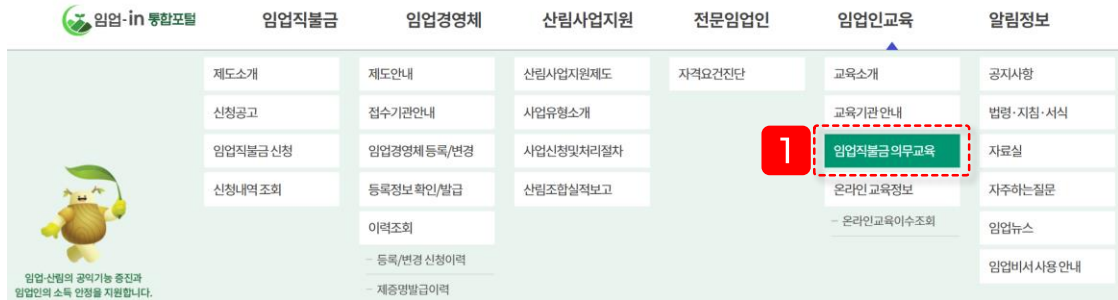 임업-in 통합포털 임업직불금 임업경영체 산림사업지원 전문임업인 임업인교육 알림정보
제도소개 제도안내 산림사업지원제도 자격요건진단 교육소개 공지사항
신청공고 접수기관안내 사업유형소개 교육기관 안내 법령·지침·서식
임업직불금 신청 임업경영체 등록/변경 사업신청및처리절차 1 임업직불금 의무교육 자료실
신청내역 조회 등록정보 확인/발급 산림조합실적보고 온라인 교육정보 자주하는질문
이력조회 - 온라인교육이수조회 임업뉴스
- 등록/변경 신청이력 임업비서 사용 안내
임업·산림의 공익기능 증진과
임업인의 소득 안정을 지원합니다. - 제증명발급이력